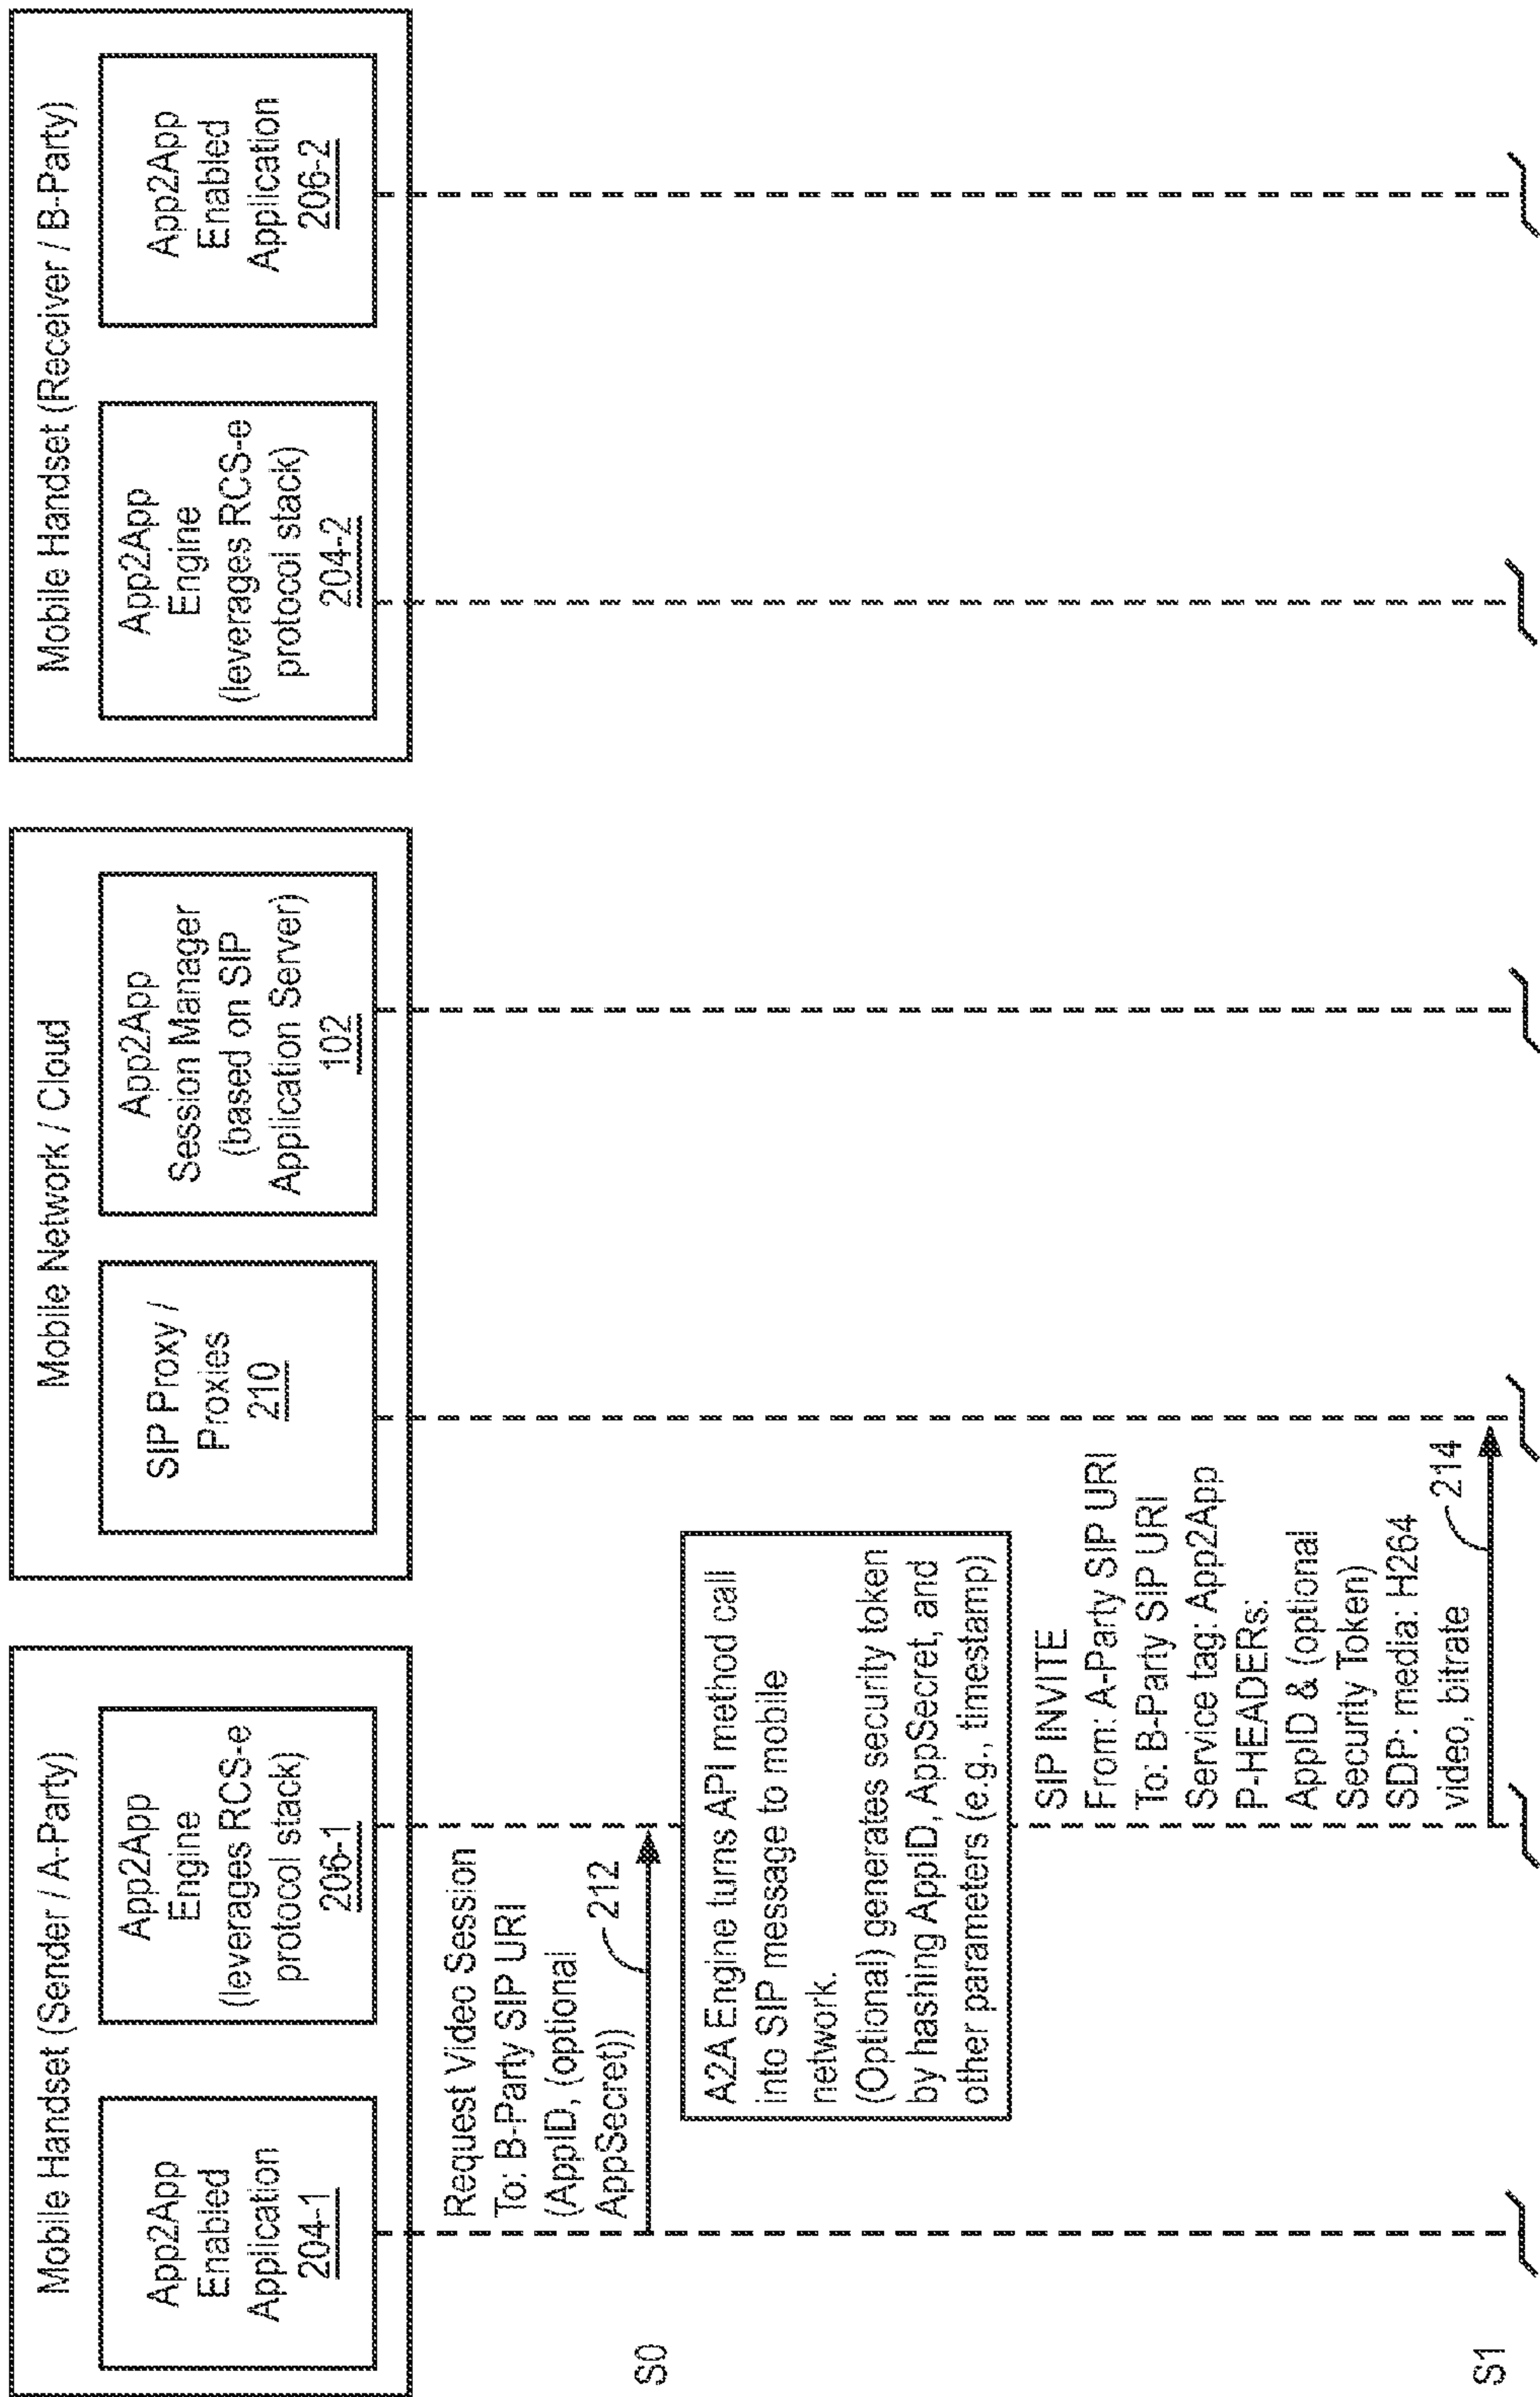 Mobile Handset (Sender / A-Party)
App2App
Enabled
Application
204-1
App2App
Engine
(leverages RCS-e
protocol stack)
206-1
Mobile Network / Cloud
SIP Proxy /
Proxies
210
App2App
Session Manager
(based on SIP
Application Server)
102
Mobile Handset (Receiver / B-Party)
App2App
Engine
(leverages RCS-e
protocol stack)
204-2
App2App
Enabled
Application
206-2
Request Video Session
To: B-Party SIP URI
(AppID, (optional
AppSecret))
212
S0
A2A Engine turns API method call
into SIP message to mobile
network.
(Optional) generates security token
by hashing AppID, AppSecret, and
other parameters (e.g., timestamp)
SIP INVITE
From: A-Party SIP URI
To: B-Party SIP URI
Service tag: App2App
P-HEADERs:
AppID & (optional
Security Token)
SDP: media: H264
video, bitrate
214
S1